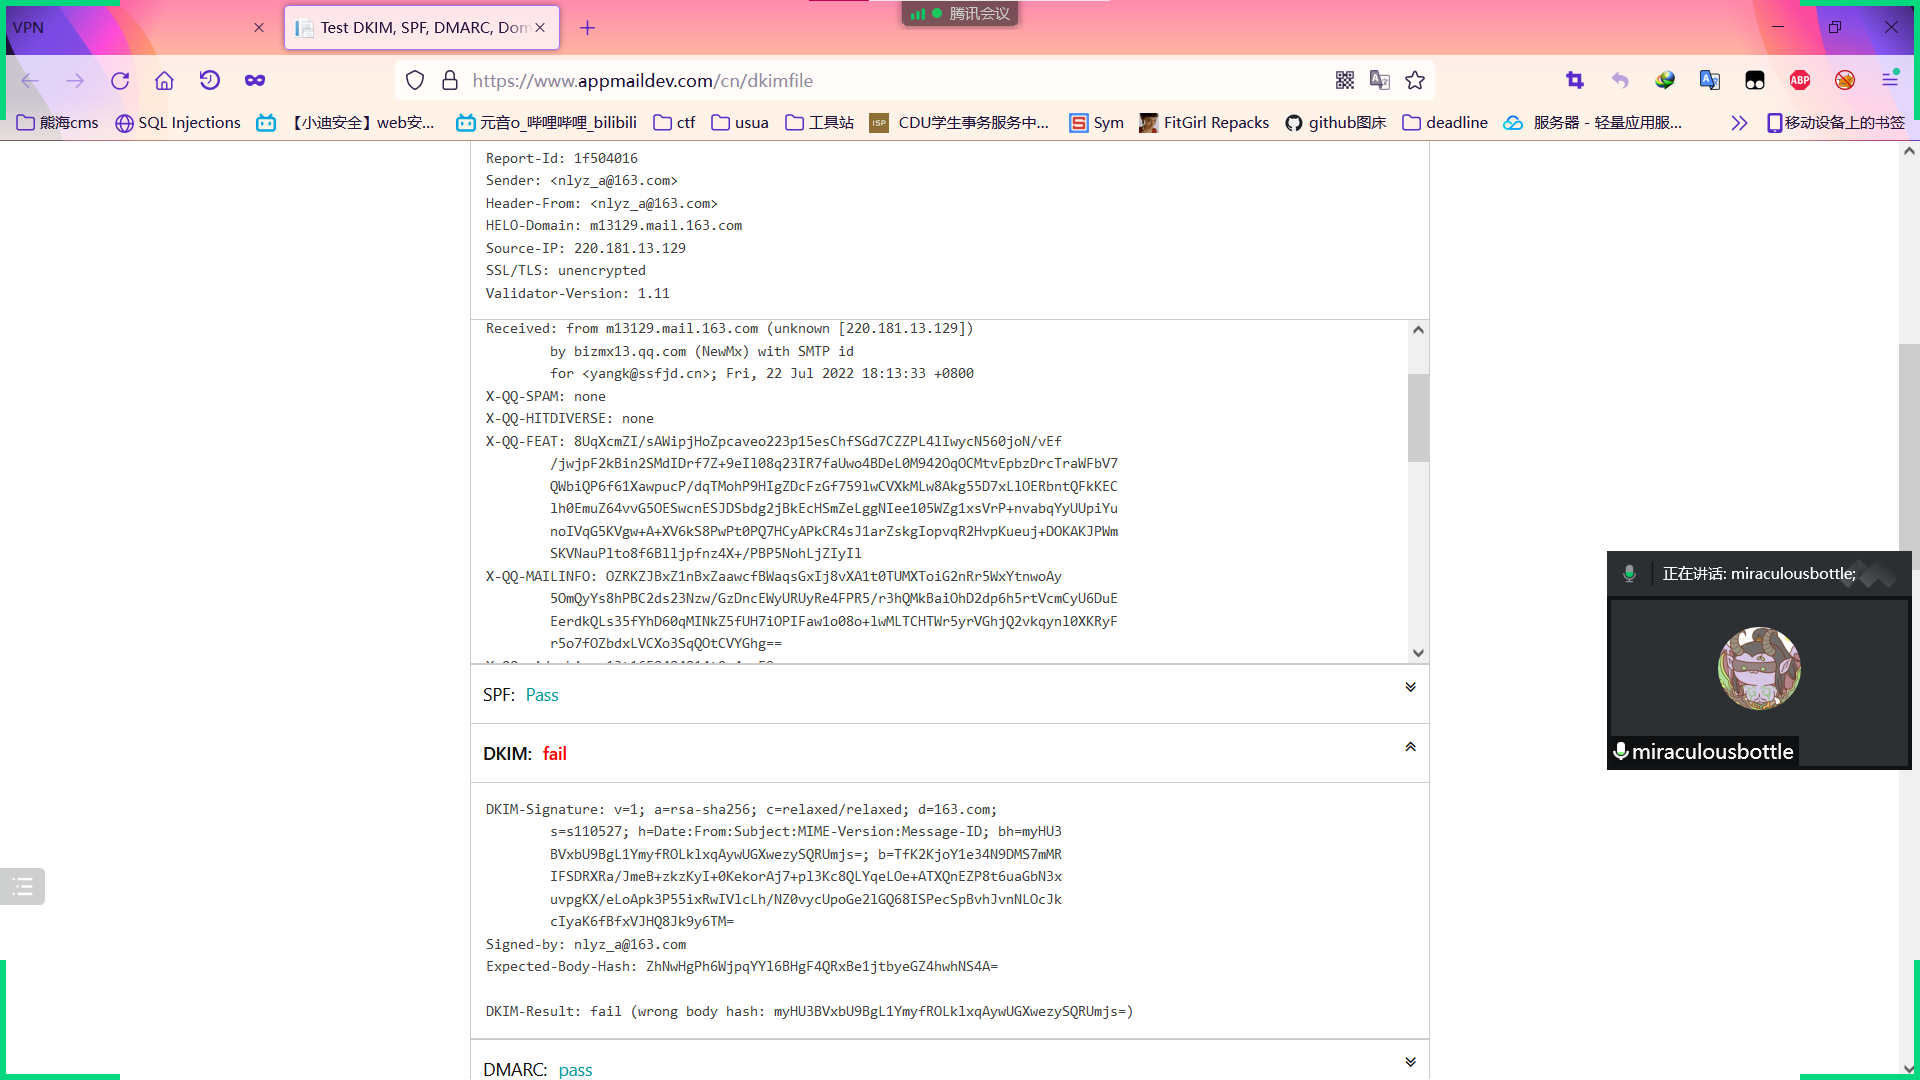 腾讯会议
VPN
Test DKIM, SPF, DMARC, Dom
https://www.appmaildev.com/cn/dkimfile
熊海cms
SQL Injections
【小迪安全】web安...
元音o_哔哩哔哩_bilibili
ctf
usua
工具站
CDU学生事务服务中...
Sym
FitGirl Repacks
github图床
deadline
服务器 - 轻量应用服...
移动设备上的书签
Report-Id: 1f504016
Sender: <nlyz_a@163.com>
Header-From: <nlyz_a@163.com>
HELO-Domain: m13129.mail.163.com
Source-IP: 220.181.13.129
SSL/TLS: unencrypted
Validator-Version: 1.11
Received: from m13129.mail.163.com (unknown [220.181.13.129])
by bizmx13.qq.com (NewMx) with SMTP id
for <yangk@ssfjd.cn>; Fri, 22 Jul 2022 18:13:33 +0800
X-QQ-SPAM: none
X-QQ-HITDIVERSE: none
X-QQ-FEAT: 8UqXcmZI/sAWipjHoZpcaveo223p15esChfSGd7CZZPL4lIwycN560joN/vEf
/jwjpF2kBin2SMdIDrf7Z+9eIl08q23IR7faUwo4BDeL0M942OqOCMtvEpbzDrcTraWFbV7
QWbiQP6f61XawpucP/dqTMohP9HIgZDcFzGf759lwCVXkMLw8Akg55D7xLlOERbntQFkKEC
lh0EmuZ64vvG5OESwcnESJDSbdg2jBkEcHSmZeLggNIee105WZg1xsVrP+nvabqYyUUpiYu
noIVqG5KVgw+A+XV6kS8PwPt0PQ7HCyAPkCR4sJ1arZskgIopvqR2HvpKueuj+DOKAKJPWm
SKVNauPlto8f6Blljpfnz4X+/PBP5NohLjZIyIl
X-QQ-MAILINFO: OZRKZJBxZ1nBxZaawcfBWaqsGxIj8vXA1t0TUMXToiG2nRr5WxYtnwoAy
5OmQyYs8hPBC2ds23Nzw/GzDncEWyURUyRe4FPR5/r3hQMkBaiOhD2dp6h5rtVcmCyU6DuE
EerdkQLs35fYhD60qMINkZ5fUH7iOPIFaw1o08o+lwMLTCHTWr5yrVGhjQ2vkqynl0XKRyF
r5o7fOZbdxLVCXo3SqQOtCVYGhg==
SPF: Pass
DKIM: fail
DKIM-Signature: v=1; a=rsa-sha256; c=relaxed/relaxed; d=163.com;
s=s110527; h=Date:From:Subject:MIME-Version:Message-ID; bh=myHU3
BVxbU9BgL1YmyfROLklxqAywUGXwezySQRUmjs=; b=TfK2KjoY1e34N9DMS7mMR
IFSDRXRa/JmeB+zkzKyI+0KekorAj7+pl3Kc8QLYqeLOe+ATXQnEZP8t6uaGbN3x
uvpgKX/eLoApk3P55ixRwIVlcLh/NZ0vycUpoGe2lGQ68ISPecSpBvhJvnNLOcJk
cIyaK6fBfxVJHQ8Jk9y6TM=
Signed-by: nlyz_a@163.com
Expected-Body-Hash: ZhNwHgPh6WjpqYYl6BHgF4QRxBe1jtbyeGZ4hwhNS4A=
DKIM-Result: fail (wrong body hash: myHU3BVxbU9BgL1YmyfROLklxqAywUGXwezySQRUmjs=)
DMARC: pass
正在讲话: miraculousbottle;
miraculousbottle